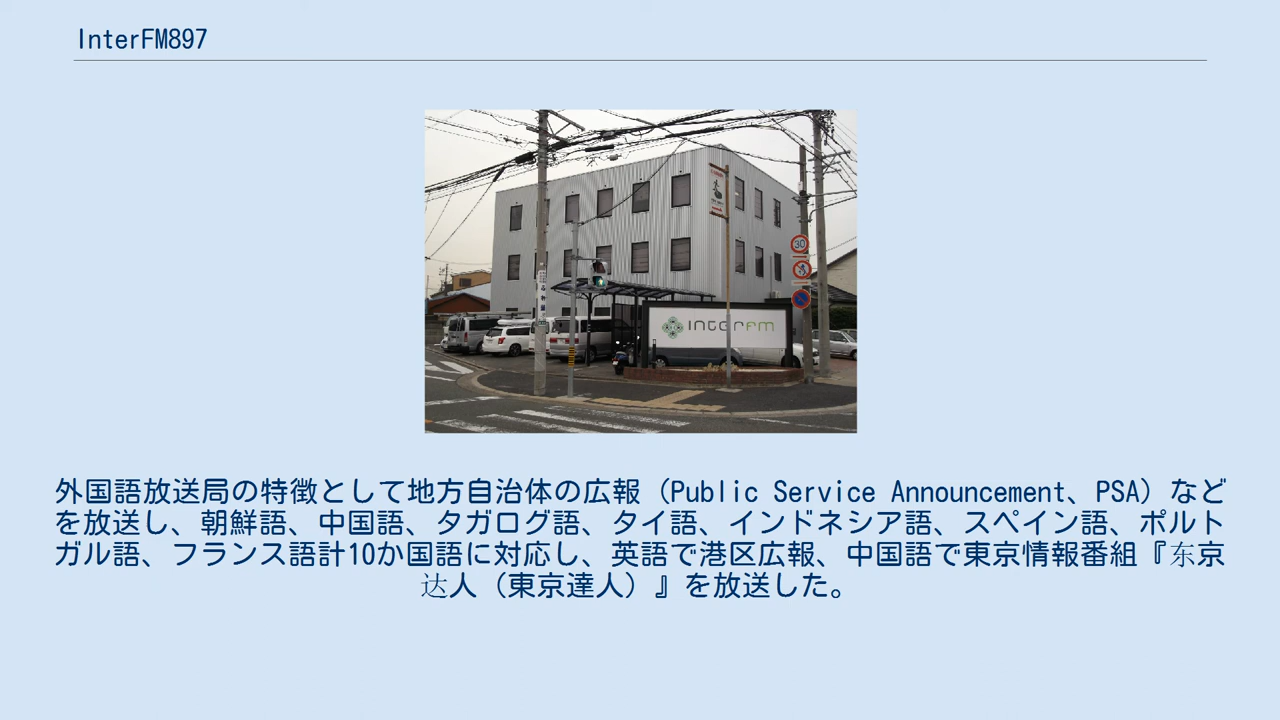 InterFM897
30
INTERFM
外国語放送局の特徴として地方自治体の広報（Public Service Announcement、PSA）など
を放送し、朝鮮語、中国語、タガログ語、タイ語、インドネシア語、スペイン語、ポルト
ガル語、フランス語計10か国語に対応し、英語で港区広報、中国語で東京情報番組『东京
达人（東京達人）』を放送した。